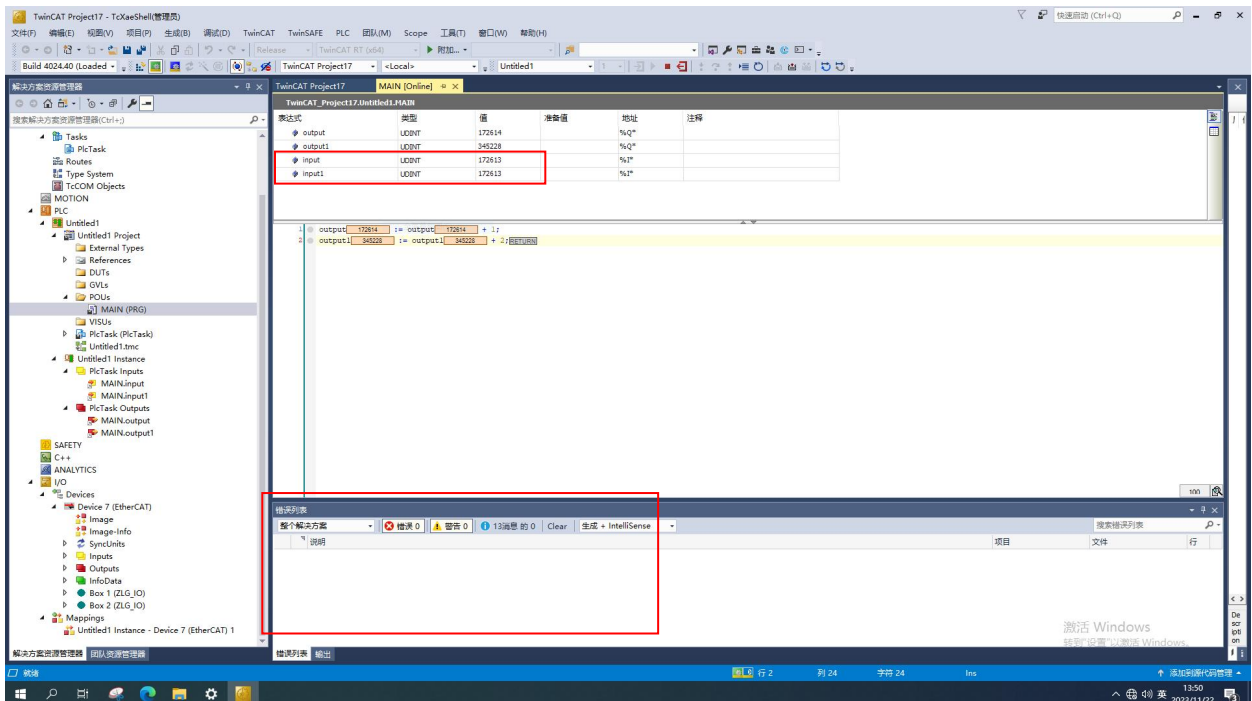 TwinCAT Project17 - TcXaeShell(管理员)
快速启动 (Ctrl+Q)
文件(F) 编辑(E) 视图(V) 项目(P) 生成(B) 调试(D) TwinCAT TwinSAFE PLC 团队(M) Scope 工具(T) 窗口(W) 帮助(H)
Release TwinCAT RT (x64) 附加...
Build 4024.40 (Loaded TwinCAT Project17 <Local> Untitled1
解决方案资源管理器
搜索解决方案资源管理器(Ctrl+;)
Tasks
PlcTask
Routes
Type System
TcCOM Objects
MOTION
PLC
Untitled1
Untitled1 Project
External Types
References
DUTs
GVLs
POUs
MAIN (PRG)
VISUs
PlcTask (PlcTask)
Untitled1.tmc
Untitled1 Instance
PlcTask Inputs
MAIN.input
MAIN.input1
PlcTask Outputs
MAIN.output
MAIN.output1
SAFETY
C++
ANALYTICS
I/O
Devices
Device 7 (EtherCAT)
Image
Image-Info
SyncUnits
Inputs
Outputs
InfoData
Box 1 (ZLG_IO)
Box 2 (ZLG_IO)
Mappings
Untitled1 Instance - Device 7 (EtherCAT) 1
解决方案资源管理器 团队资源管理器
TwinCAT Project17 MAIN [Online]
TwinCAT_Project17.Untitled1.MAIN
表达式 类型 值 准备值 地址 注释
output UDINT 172614 %Q*
output1 UDINT 345228 %Q*
input UDINT 172613 %I*
input1 UDINT 172613 %I*
1 output 172614 := output 172614 + 1;
2 output1 345228 := output1 345228 + 2; RETURN
100
错误列表
整个解决方案 错误 0 警告 0 13消息 的 0 Clear 生成 + IntelliSense 搜索错误列表
说明 项目 文件 行
错误列表 输出
Descripti
on
激活 Windows
转到"设置"以激活 Windows。
就绪 行 2 列 24 字符 24 Ins 添加到源代码管理
英 13:50
2023/11/22